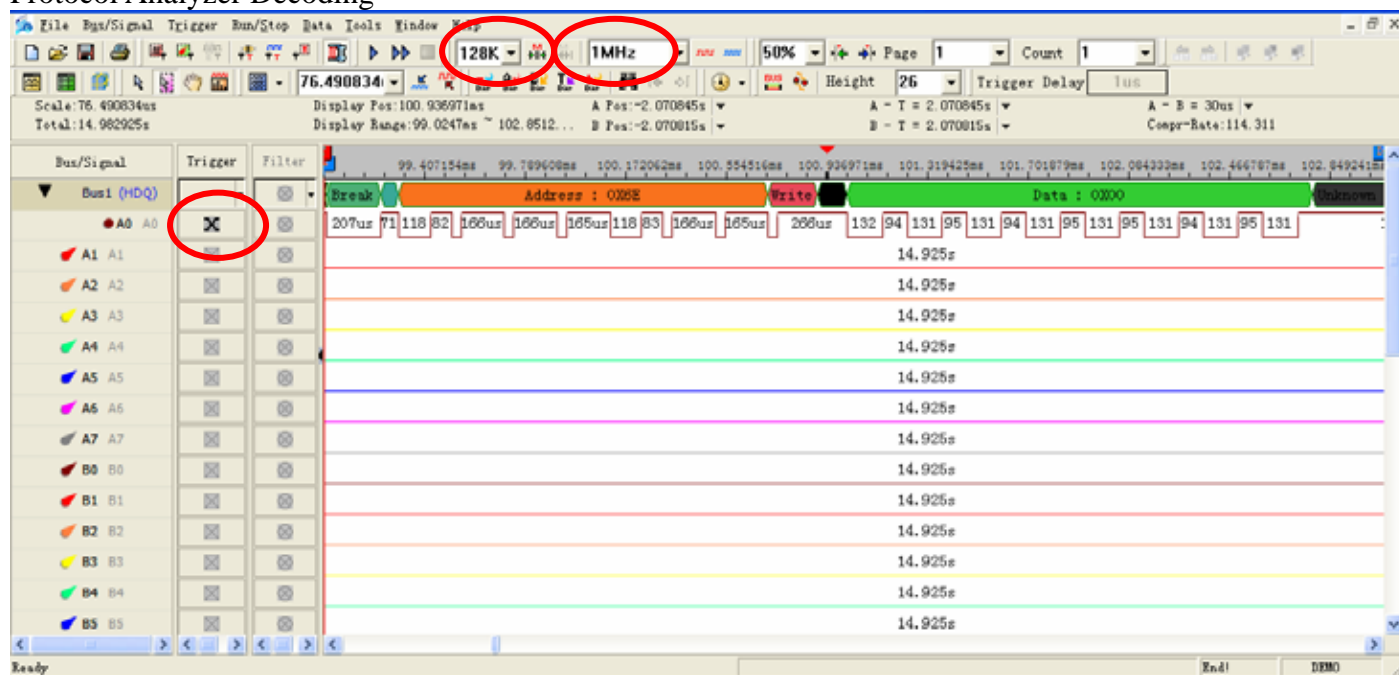 Protocol Analyzer Decoding
File Bus/Signal Trigger Run/Stop Data Tools Window Help
128K 1MHz 50% Page 1 Count 1
76.490834 Height 26 Trigger Delay 1us
Scale:76.490834us Display Pos:100.936971ms A Pos:-2.070845s A - T = 2.070845s A - B = 30us
Total:14.982925s Display Range:99.0247ms ~ 102.8512... B Pos:-2.070815s B - T = 2.070815s Compr-Rate:114.311
Bus/Signal Trigger Filter 99.407154ms 99.789608ms 100.172062ms 100.554516ms 100.936971ms 101.319425ms 101.701879ms 102.084333ms 102.466787ms 102.849241ms
Bus1 (HDQ) Break Address : 0X6E Write Data : 0X00 Unknown
A0 A0 207us 71 118 82 166us 166us 165us 118 83 166us 165us 266us 132 94 131 95 131 94 131 95 131 95 131 94 131 95 131
A1 A1 14.925s
A2 A2 14.925s
A3 A3 14.925s
A4 A4 14.925s
A5 A5 14.925s
A6 A6 14.925s
A7 A7 14.925s
B0 B0 14.925s
B1 B1 14.925s
B2 B2 14.925s
B3 B3 14.925s
B4 B4 14.925s
B5 B5 14.925s
Ready End! DEMO